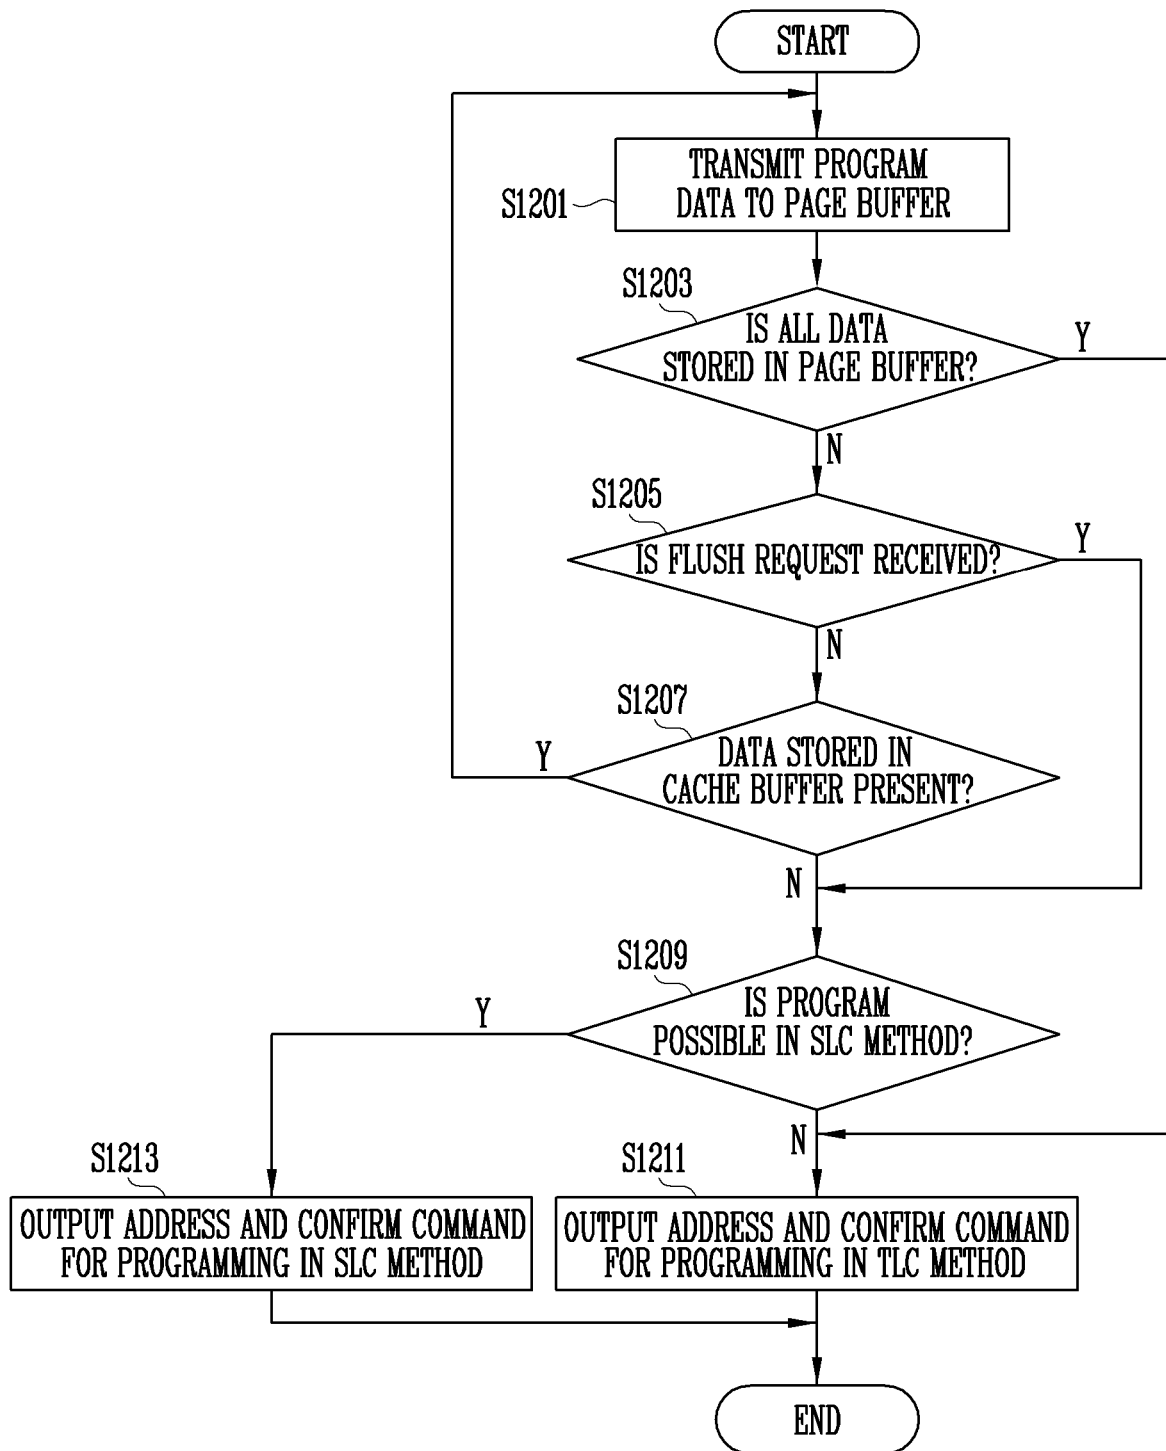 START
TRANSMIT PROGRAM
DATA TO PAGE BUFFER
S1201
S1203
IS ALL DATA
STORED IN PAGE BUFFER?
Y
N
S1205
IS FLUSH REQUEST RECEIVED?
Y
N
S1207
DATA STORED IN
CACHE BUFFER PRESENT?
Y
N
S1209
IS PROGRAM
POSSIBLE IN SLC METHOD?
Y
N
S1213
OUTPUT ADDRESS AND CONFIRM COMMAND
FOR PROGRAMMING IN SLC METHOD
S1211
OUTPUT ADDRESS AND CONFIRM COMMAND
FOR PROGRAMMING IN TLC METHOD
END